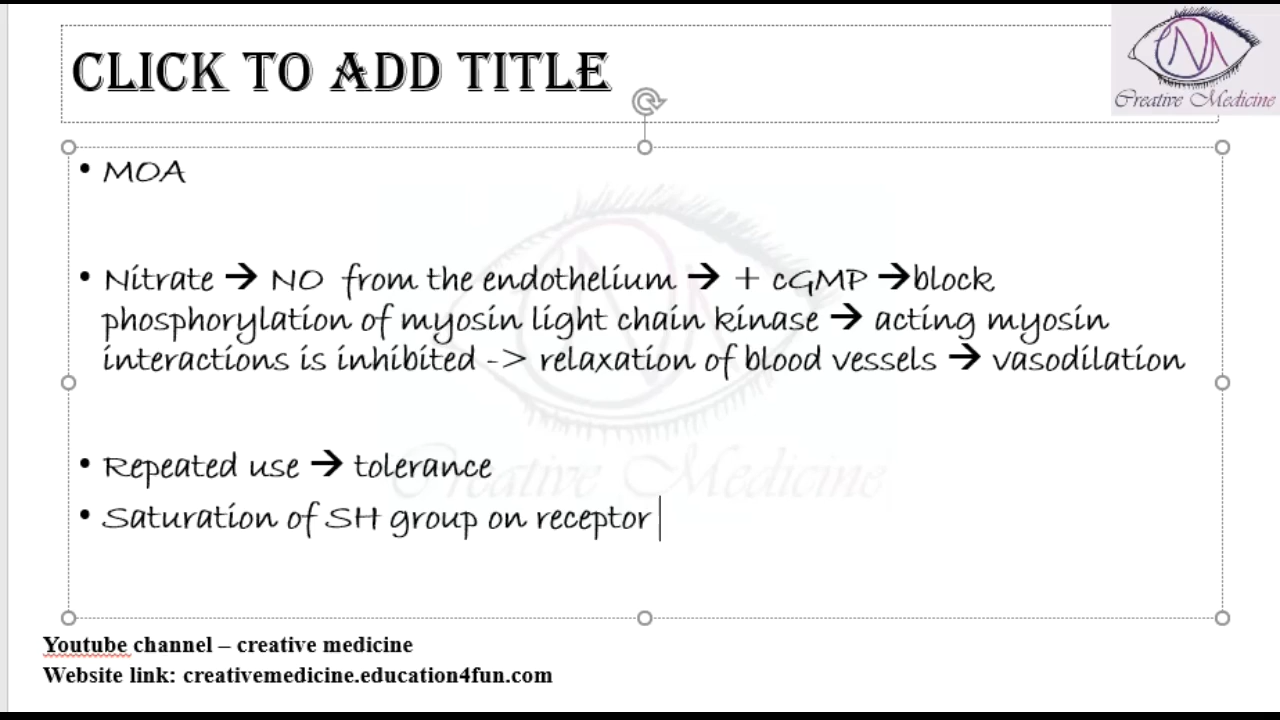 CLICK TO ADD TITLE
Creative Medicine
• MOA
• Nitrate → NO from the endothelium → + cGMP →block
phosphorylation of myosin light chain kinase → acting myosin
interactions is inhibited -> relaxation of blood vessels → vasodilation
Creative Medicine
• Repeated use → tolerance
• Saturation of SH group on receptor
Youtube channel – creative medicine
Website link: creativemedicine.education4fun.com